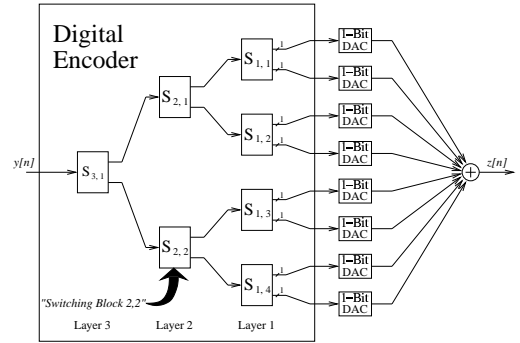 Digital
Encoder
y[n]
S3, 1
S2, 1
S2, 2
S1, 1
S1, 2
S1, 3
S1, 4
1
1
1
1
1
1
1
1
1-Bit
DAC
1-Bit
DAC
1-Bit
DAC
1-Bit
DAC
1-Bit
DAC
1-Bit
DAC
1-Bit
DAC
1-Bit
DAC
+
z[n]
"Switching Block 2,2"
Layer 3
Layer 2
Layer 1